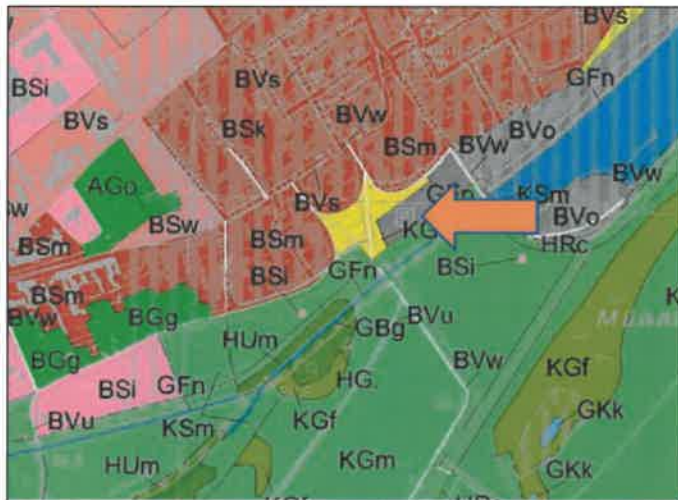 BVs
BSi
BVs
GFn
BVs
BVw
BVo
BSk
BSm
BVw
AGo
BVs
BVw
KSm
BSw
BVo
BSm
BSm
KG
HRc
BSi
BSi
GFn
BSm
GBg
BVu
BVw
BGg
HUm
BVw
KGf
BGg
HG.
BSi
GFn
KGf
GKk
BVu
KSm
KGm
HUm
KGf
GKk